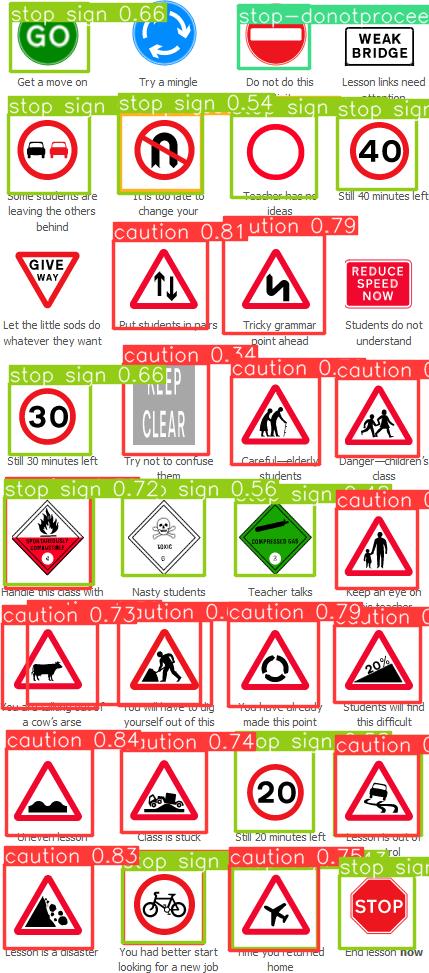 stop sign 0.66
stop-donotprocee
GO
WEAK
BRIDGE
Get a move on
Try a mingle
Do not do this
Lesson links need
stop sign 0.54
stop sign
40
Some students are
leaving the others
behind
It is too late to
change your
Teacher has no
ideas
Still 40 minutes left
caution 0.81
ution 0.79
GIVE
WAY
REDUCE
SPEED
NOW
Let the little sods do
whatever they want
Put students in pairs
Tricky grammar
point ahead
Students do not
understand
caution 0.34
stop sign 0.66
caution 0.
30
KEEP
CLEAR
Still 30 minutes left
Try not to confuse
them
Careful—elderly
students
Danger—children's
class
stop sign 0.72
sign 0.56
caution 0.
SPONTANEOUSLY
COMBUSTIBLE
4
TOXIC
6
COMPRESSED GAS
2
Handle this class with
Nasty students
Teacher talks
Keep an eye on
caution 0.73
ution 0.
caution 0.79
20%
a cow's arse
You will have to dig
yourself out of this
You have already
made this point
Students will find
this difficult
caution 0.84
ution 0.74
caution 0.
20
Uneven lesson
Class is stuck
Still 20 minutes left
Lesson is out of
caution 0.83
top sign
caution 0.75
stop sign
STOP
Lesson is a disaster
You had better start
looking for a new job
Time you returned
home
End lesson now